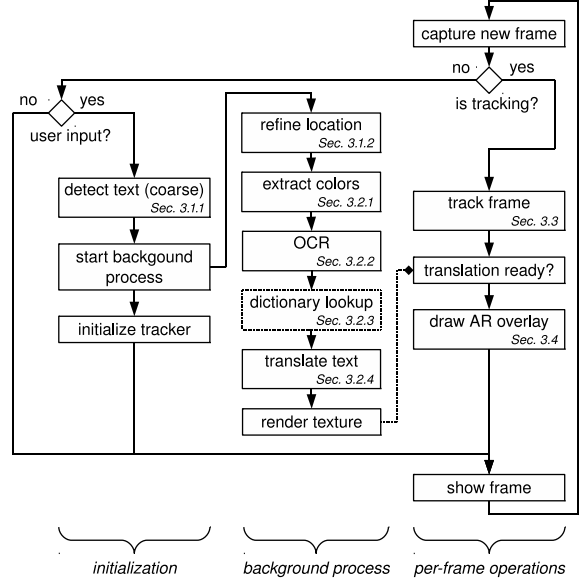 capture new frame
no
yes
is tracking?
no
yes
user input?
detect text (coarse)
Sec. 3.1.1
start backgound
process
initialize tracker
refine location
Sec. 3.1.2
extract colors
Sec. 3.2.1
OCR
Sec. 3.2.2
dictionary lookup
Sec. 3.2.3
translate text
Sec. 3.2.4
render texture
track frame
Sec. 3.3
translation ready?
draw AR overlay
Sec. 3.4
show frame
initialization
background process
per-frame operations